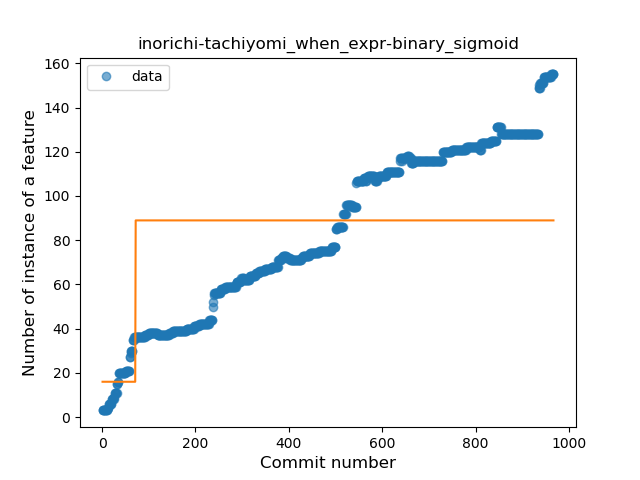 inorichi-tachiyomi_when_expr-binary_sigmoid
data
Number of instance of a feature
160
140
120
100
80
60
40
20
0
0 200 400 600 800 1000
Commit number